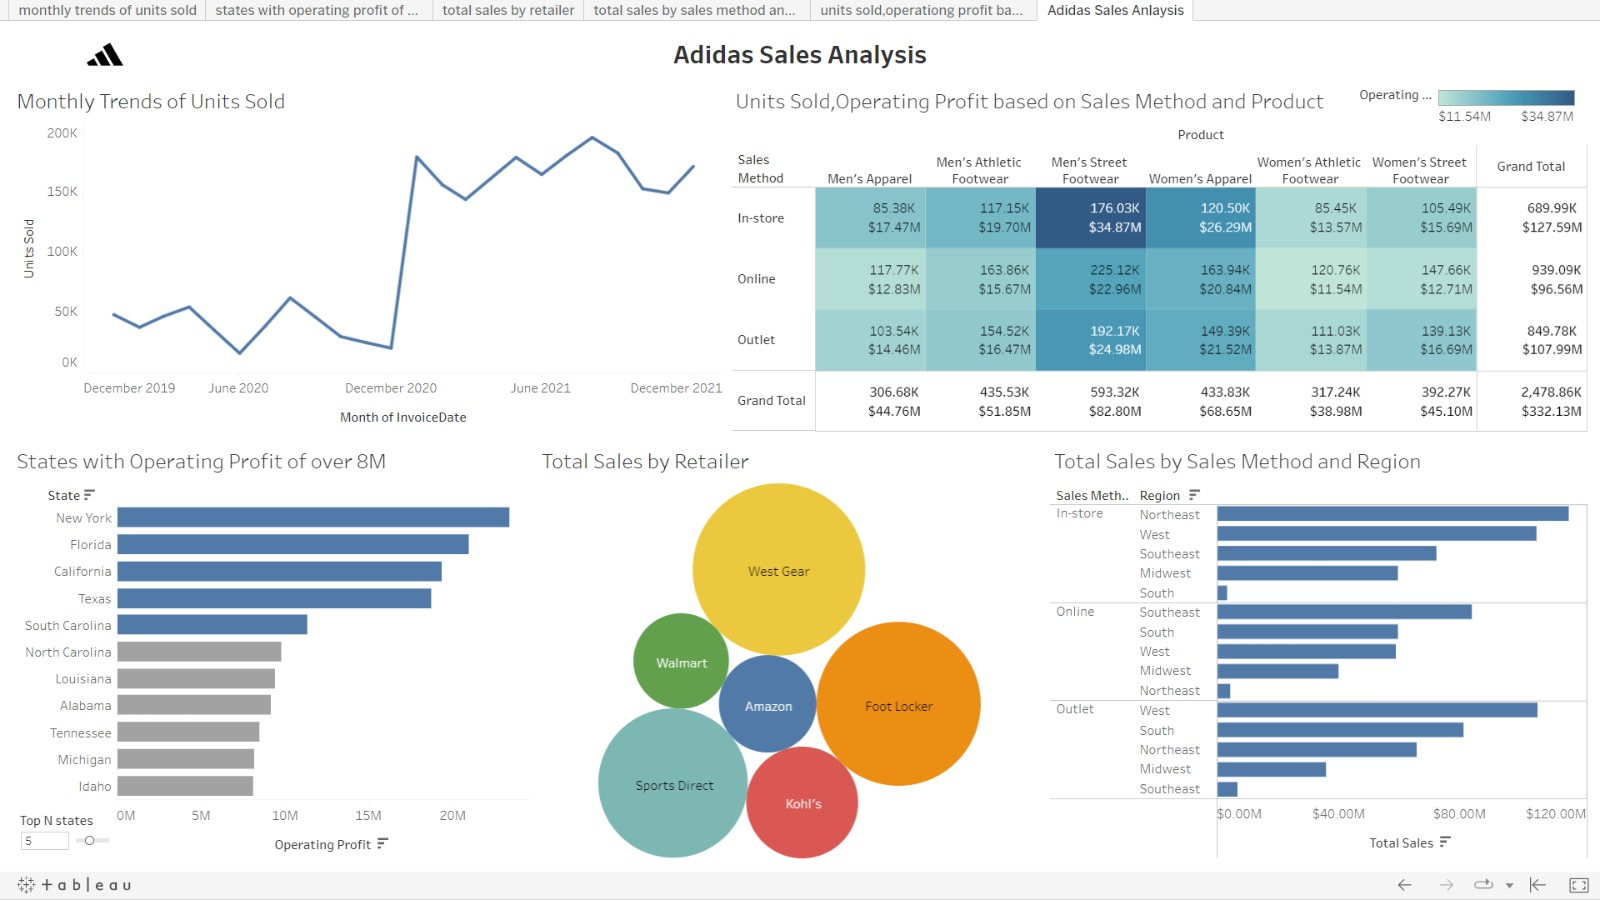 monthly trends of units sold
states with operating profit of ...
total sales by retailer
total sales by sales method an...
units sold,operationg profit ba...
Adidas Sales Anlaysis
Adidas Sales Analysis
Monthly Trends of Units Sold
Units Sold
200K
150K
100K
50K
0K
December 2019 June 2020 December 2020 June 2021 December 2021
Month of InvoiceDate
Units Sold,Operating Profit based on Sales Method and Product
Operating ...
$11.54M $34.87M
Product
Sales Method Men's Apparel Men's Athletic Footwear Men's Street Footwear Women's Apparel Women's Athletic Footwear Women's Street Footwear Grand Total
In-store
85.38K 117.15K 176.03K 120.50K 85.45K 105.49K 689.99K
$17.47M $19.70M $34.87M $26.29M $13.57M $15.69M $127.59M
Online
117.77K 163.86K 225.12K 163.94K 120.76K 147.66K 939.09K
$12.83M $15.67M $22.96M $20.84M $11.54M $12.71M $96.56M
Outlet
103.54K 154.52K 192.17K 149.39K 111.03K 139.13K 849.78K
$14.46M $16.47M $24.98M $21.52M $13.87M $16.69M $107.99M
Grand Total
306.68K 435.53K 593.32K 433.83K 317.24K 392.27K 2,478.86K
$44.76M $51.85M $82.80M $68.65M $38.98M $45.10M $332.13M
States with Operating Profit of over 8M
State
New York
Florida
California
Texas
South Carolina
North Carolina
Louisiana
Alabama
Tennessee
Michigan
Idaho
0M 5M 10M 15M 20M
Operating Profit
Top N states
5
Total Sales by Retailer
West Gear
Walmart
Amazon
Foot Locker
Sports Direct
Kohl's
Total Sales by Sales Method and Region
Sales Meth.. Region
In-store Northeast
West
Southeast
Midwest
South
Online Southeast
South
West
Midwest
Northeast
Outlet West
South
Northeast
Midwest
Southeast
$0.00M $40.00M $80.00M $120.00M
Total Sales
+ a b l e a u